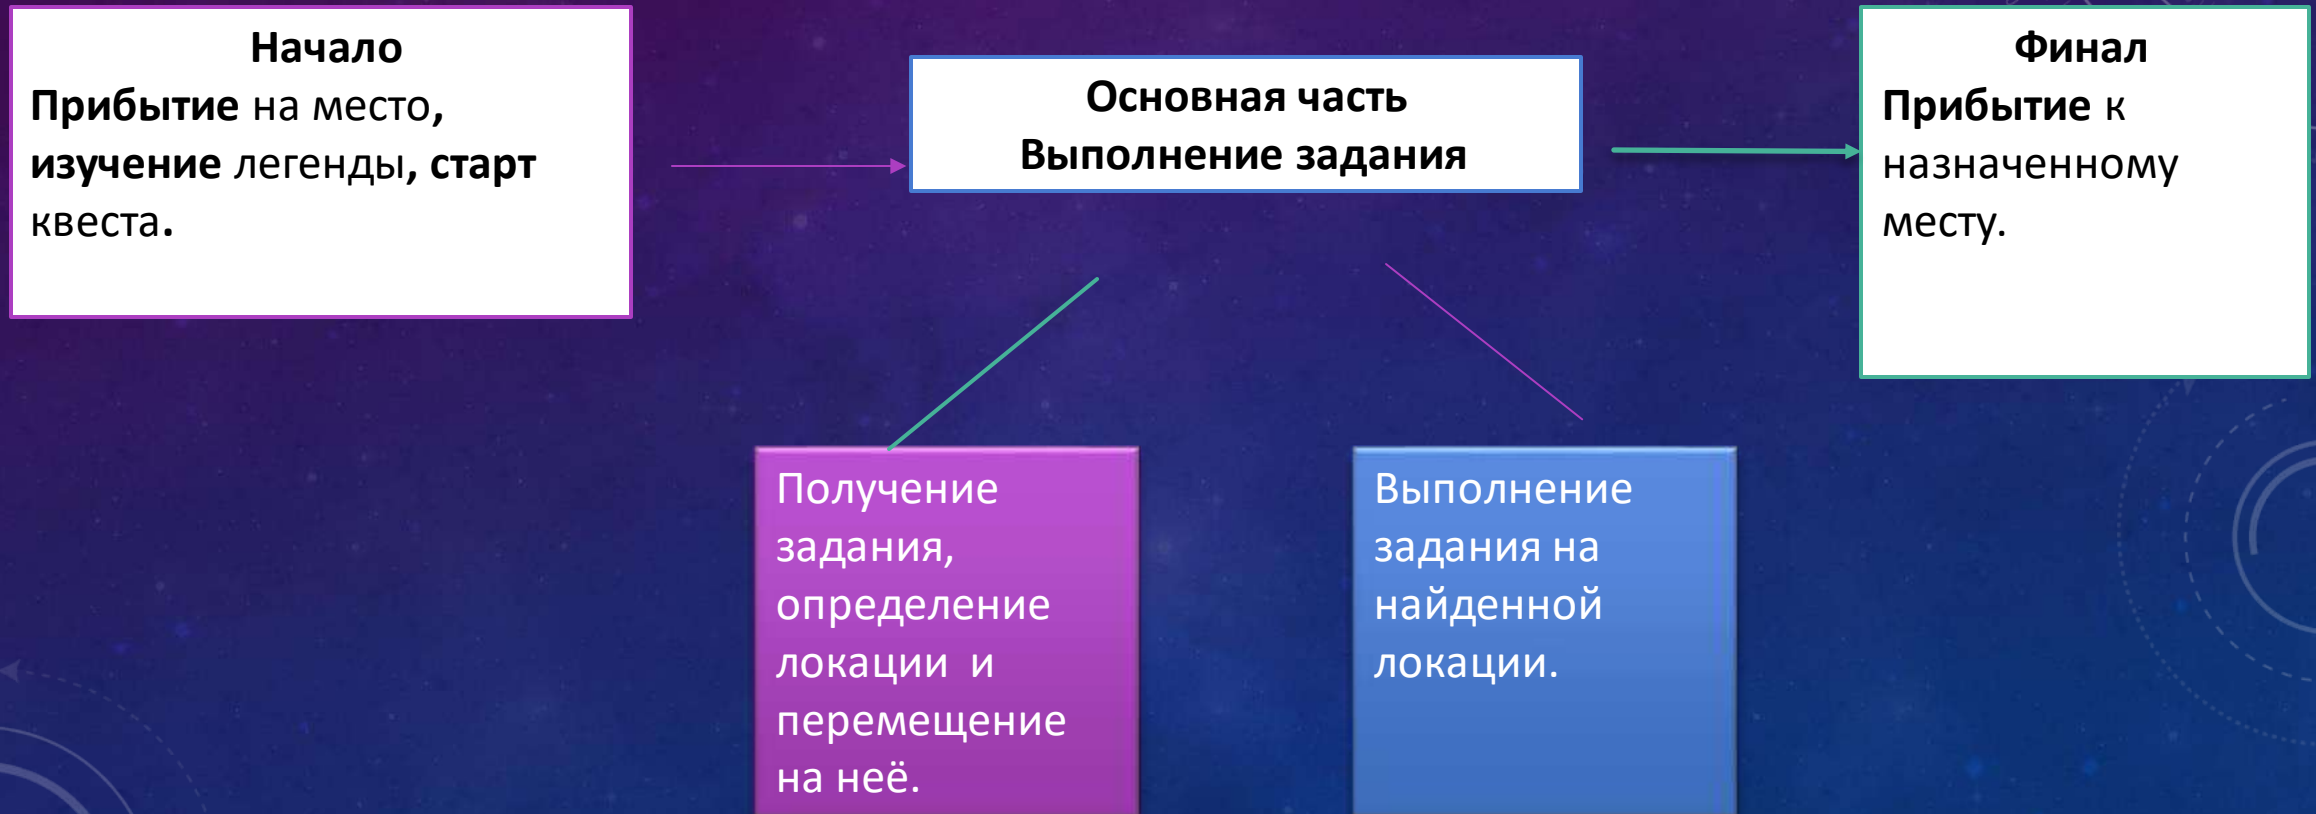 Начало
Прибытие на место,
изучение легенды, старт
квеста.
Основная часть
Выполнение задания
Финал
Прибытие к
назначенному
месту.
Получение
задания,
определение
локации и
перемещение
на неё.
Выполнение
задания на
найденной
локации.